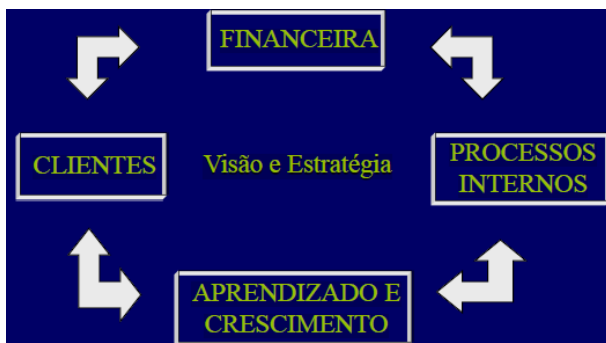 FINANCEIRA
CLIENTES
Visão e Estratégia
PROCESSOS
INTERNOS
APRENDIZADO E
CRESCIMENTO